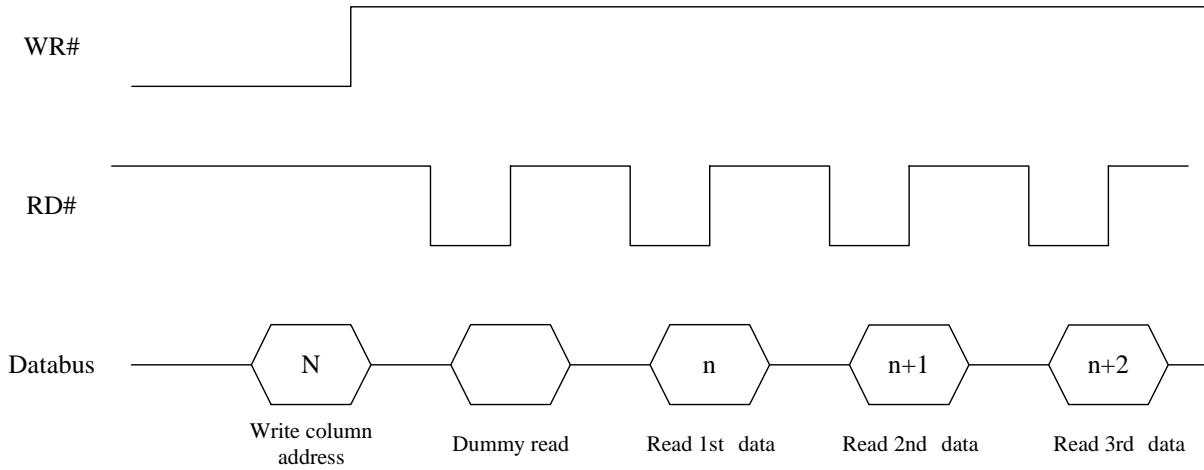 WR#
RD#
Databus
N
n
n+1
n+2
Write column
address
Dummy read
Read 1st data
Read 2nd data
Read 3rd data